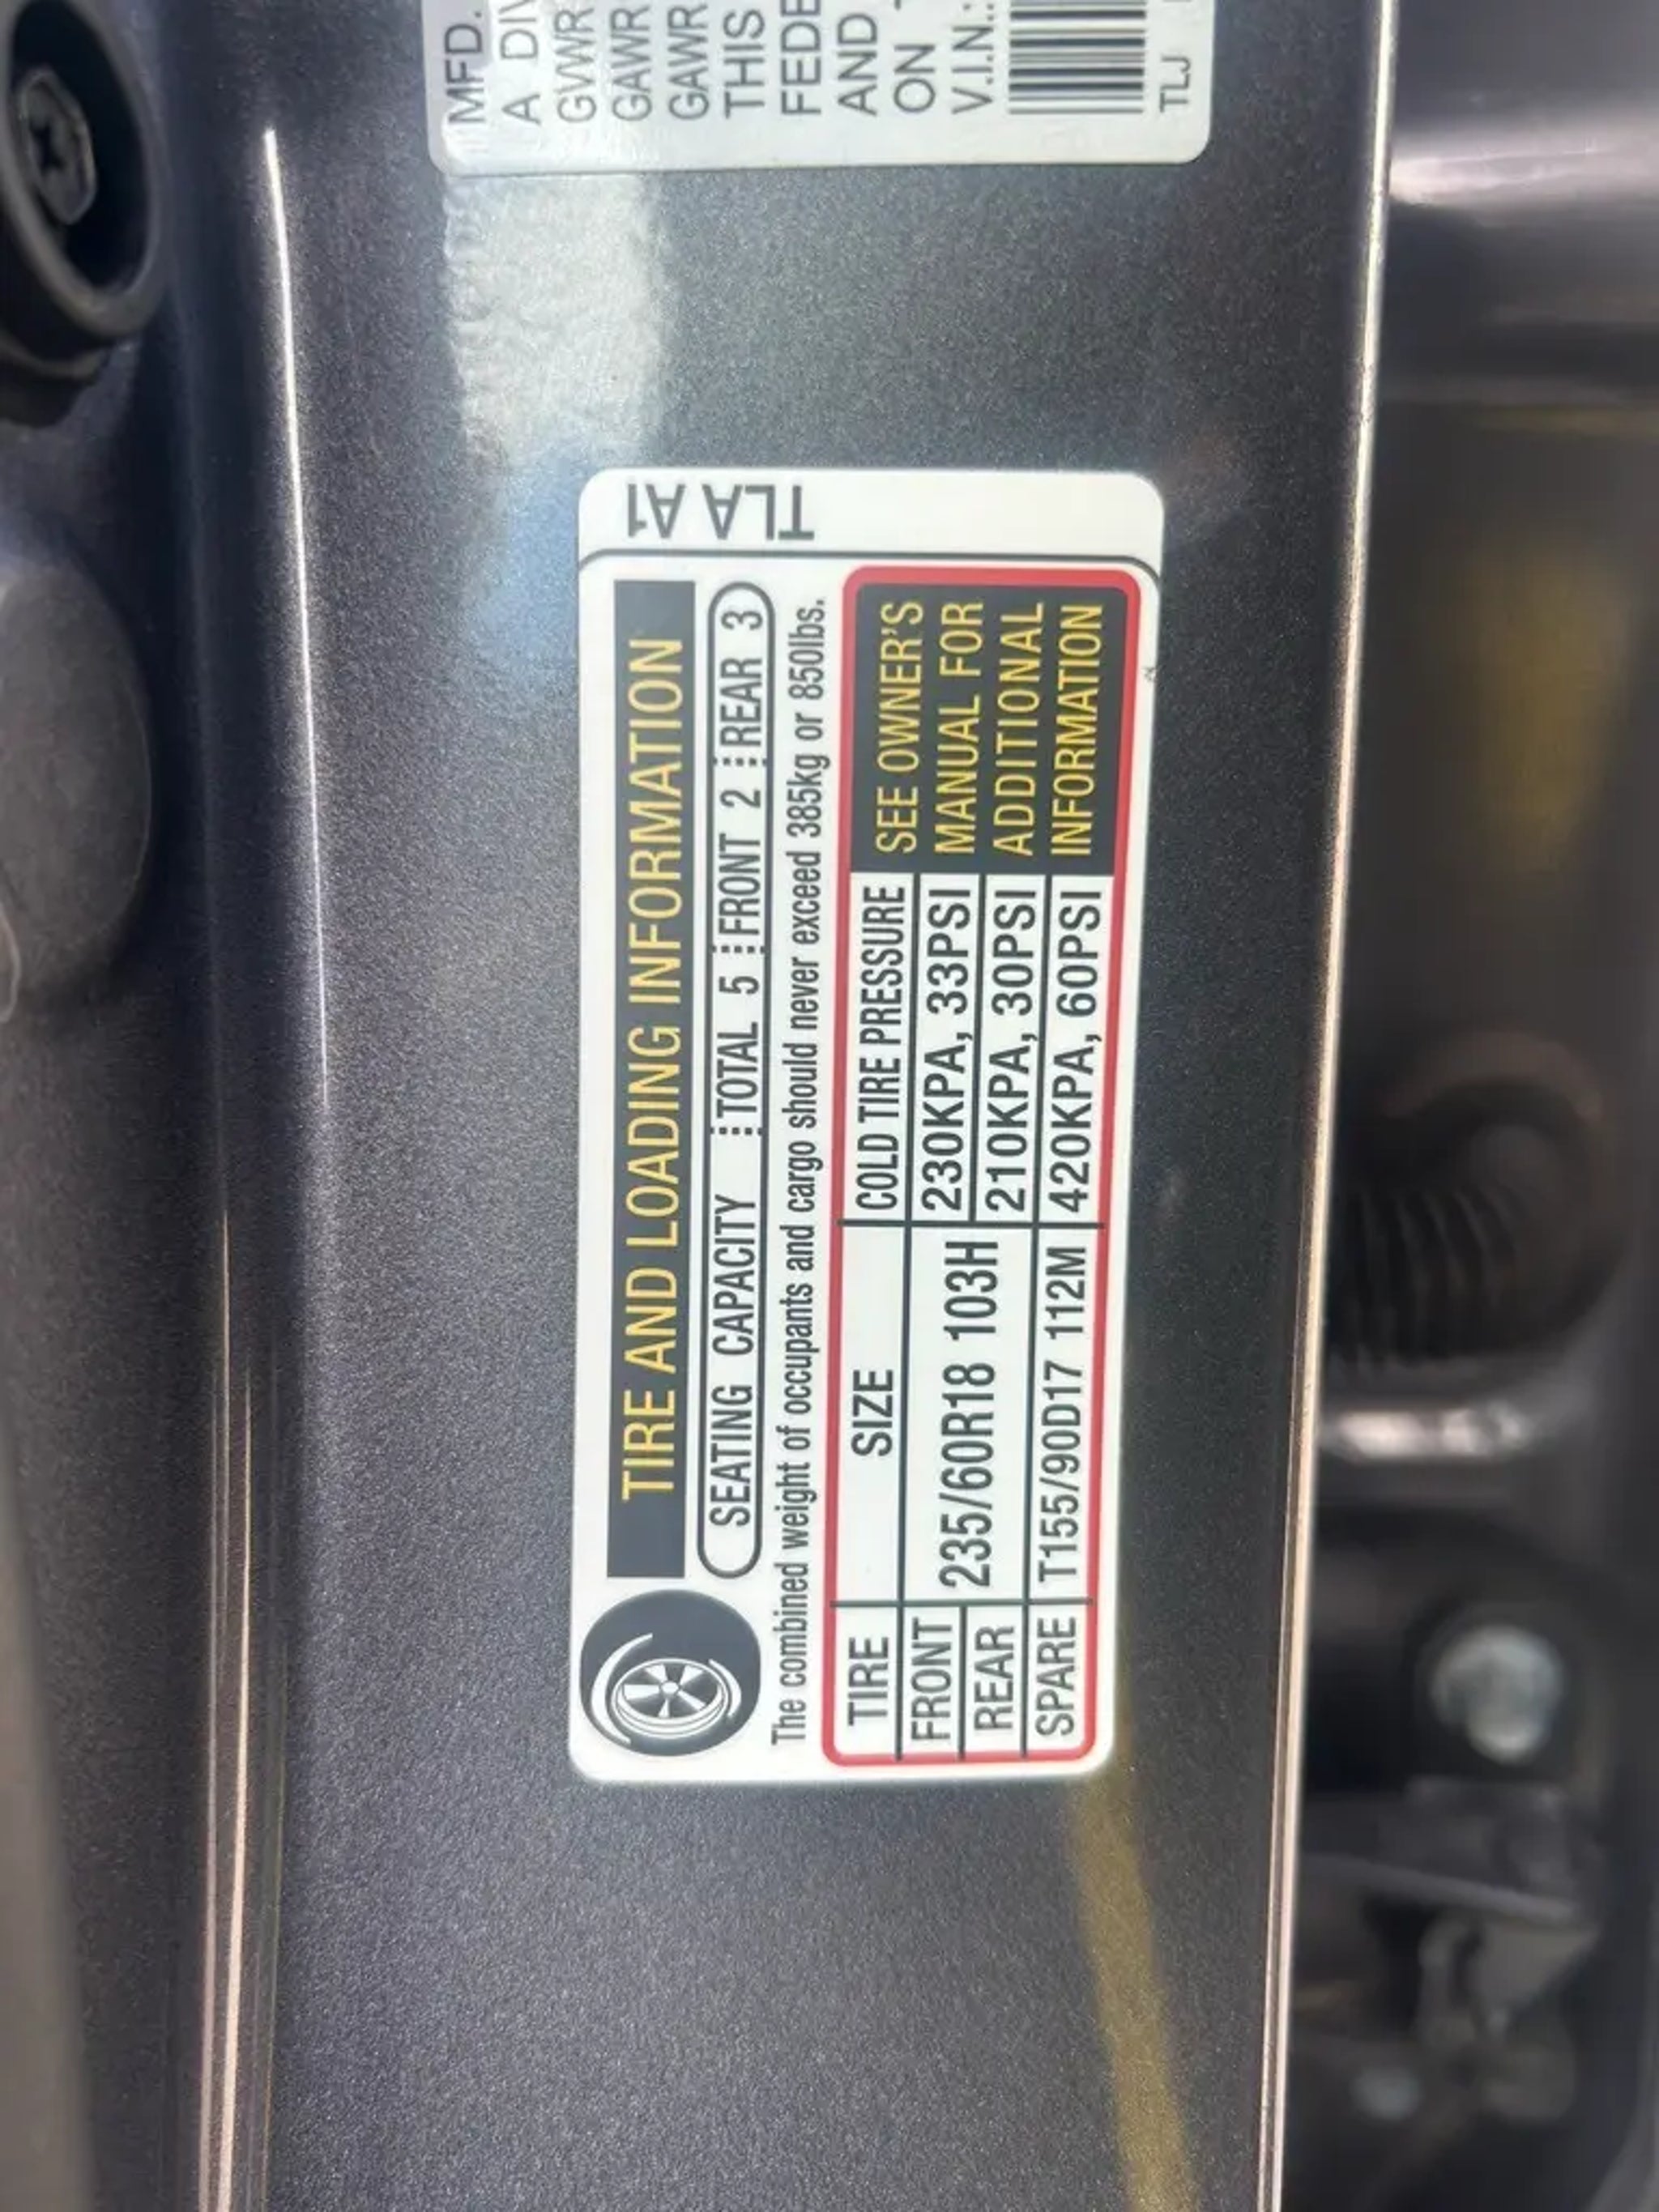 TIRE AND LOADING INFORMATION
SEATING CAPACITY TOTAL 5 FRONT 2 REAR 3
The combined weight of occupants and cargo should never exceed 385kg or 850lbs.
TIRE SIZE COLD TIRE PRESSURE
FRONT 235/60R18 103H 230KPA, 33PSI
REAR 210KPA, 30PSI
SPARE T155/90D17 112M 420KPA, 60PSI
SEE OWNER'S
MANUAL FOR
ADDITIONAL
INFORMATION
TLA A1
MFD.
A DIV
GVWR
GAWR
GAWR
THIS
FEDE
AND
ON
V.I.N.:
TLJ